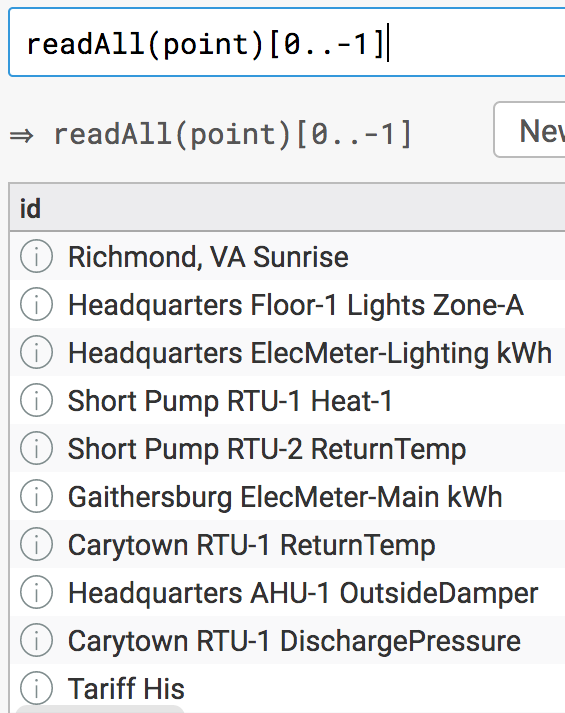 readAll(point)[0..-1]
⇒ readAll(point)[0..-1]
id
Richmond, VA Sunrise
Headquarters Floor-1 Lights Zone-A
Headquarters ElecMeter-Lighting kWh
Short Pump RTU-1 Heat-1
Short Pump RTU-2 ReturnTemp
Gaithersburg ElecMeter-Main kWh
Carytown RTU-1 ReturnTemp
Headquarters AHU-1 OutsideDamper
Carytown RTU-1 DischargePressure
Tariff His